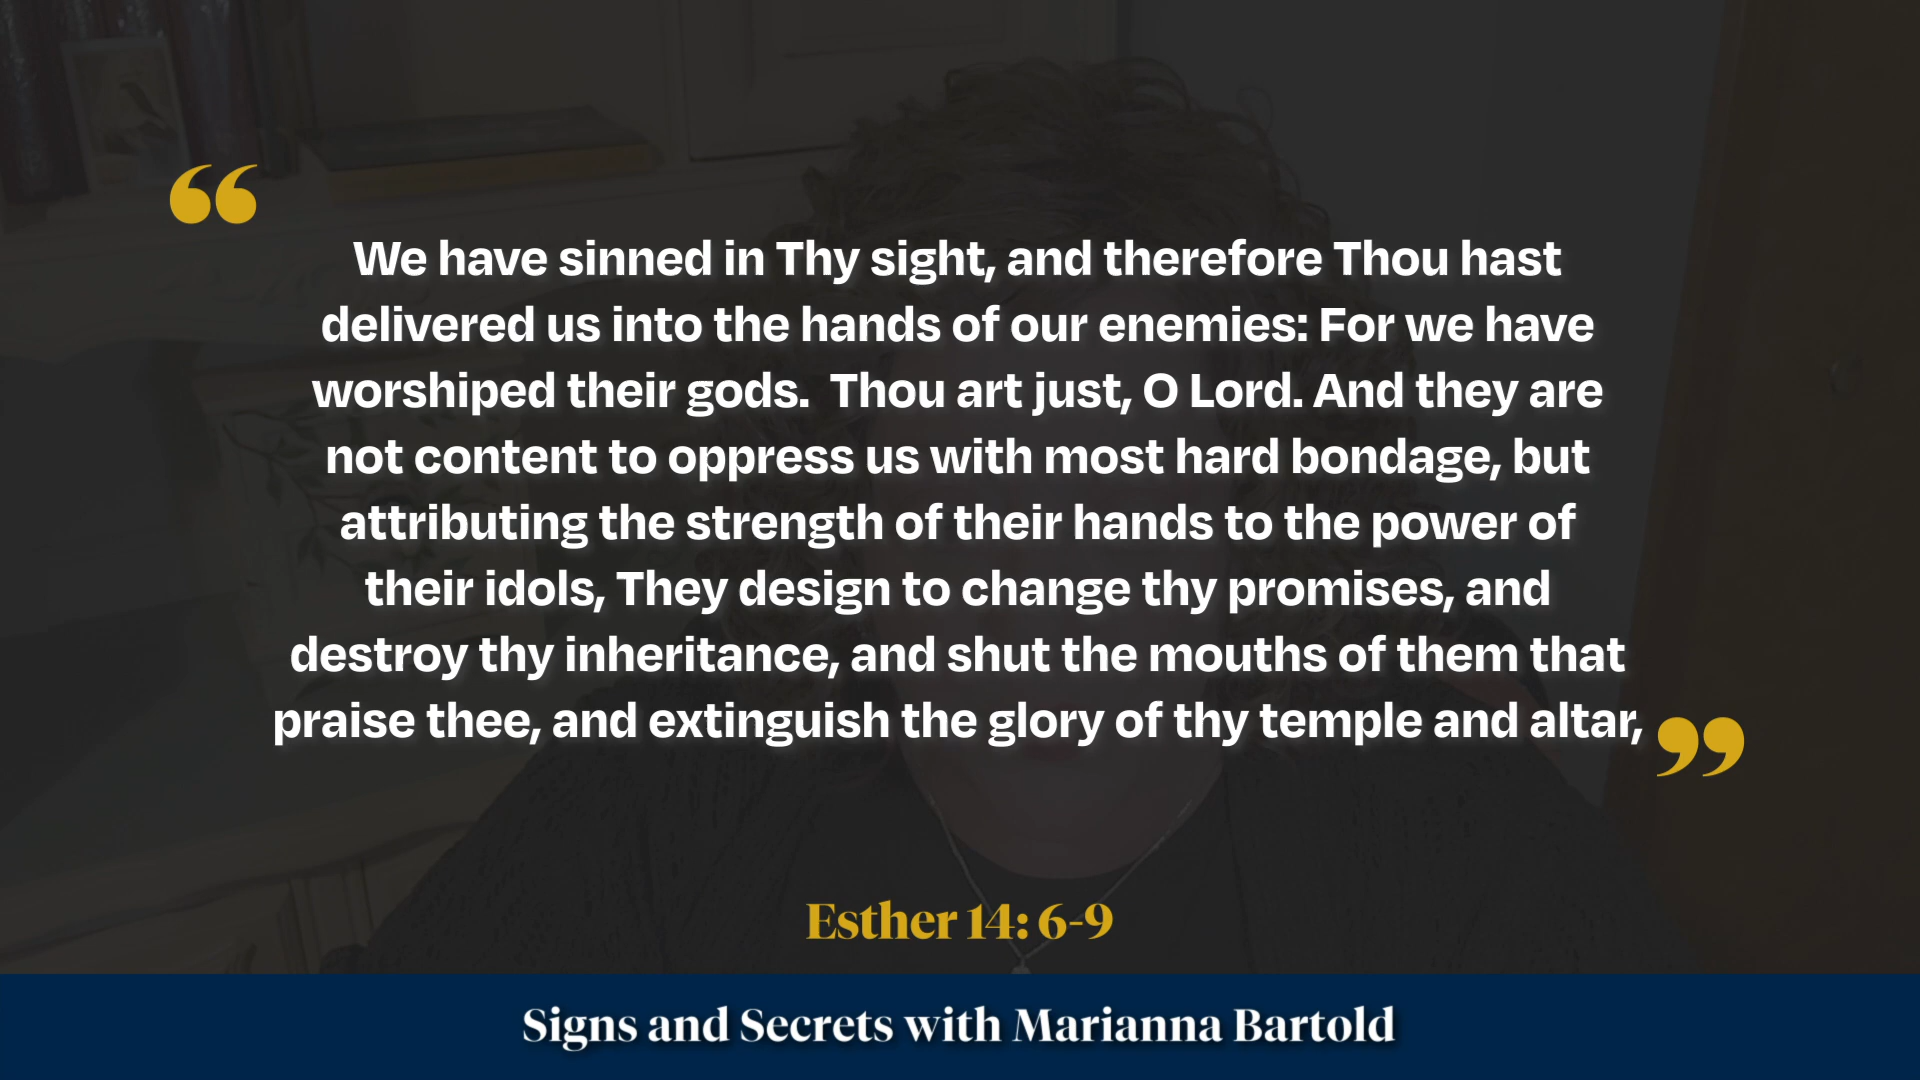 “
We have sinned in Thy sight, and therefore Thou hast
delivered us into the hands of our enemies: For we have
worshiped their gods.  Thou art just, O Lord. And they are
not content to oppress us with most hard bondage, but
attributing the strength of their hands to the power of
their idols, They design to change thy promises, and
destroy thy inheritance, and shut the mouths of them that
praise thee, and extinguish the glory of thy temple and altar, ”
Esther 14: 6-9
Signs and Secrets with Marianna Bartold